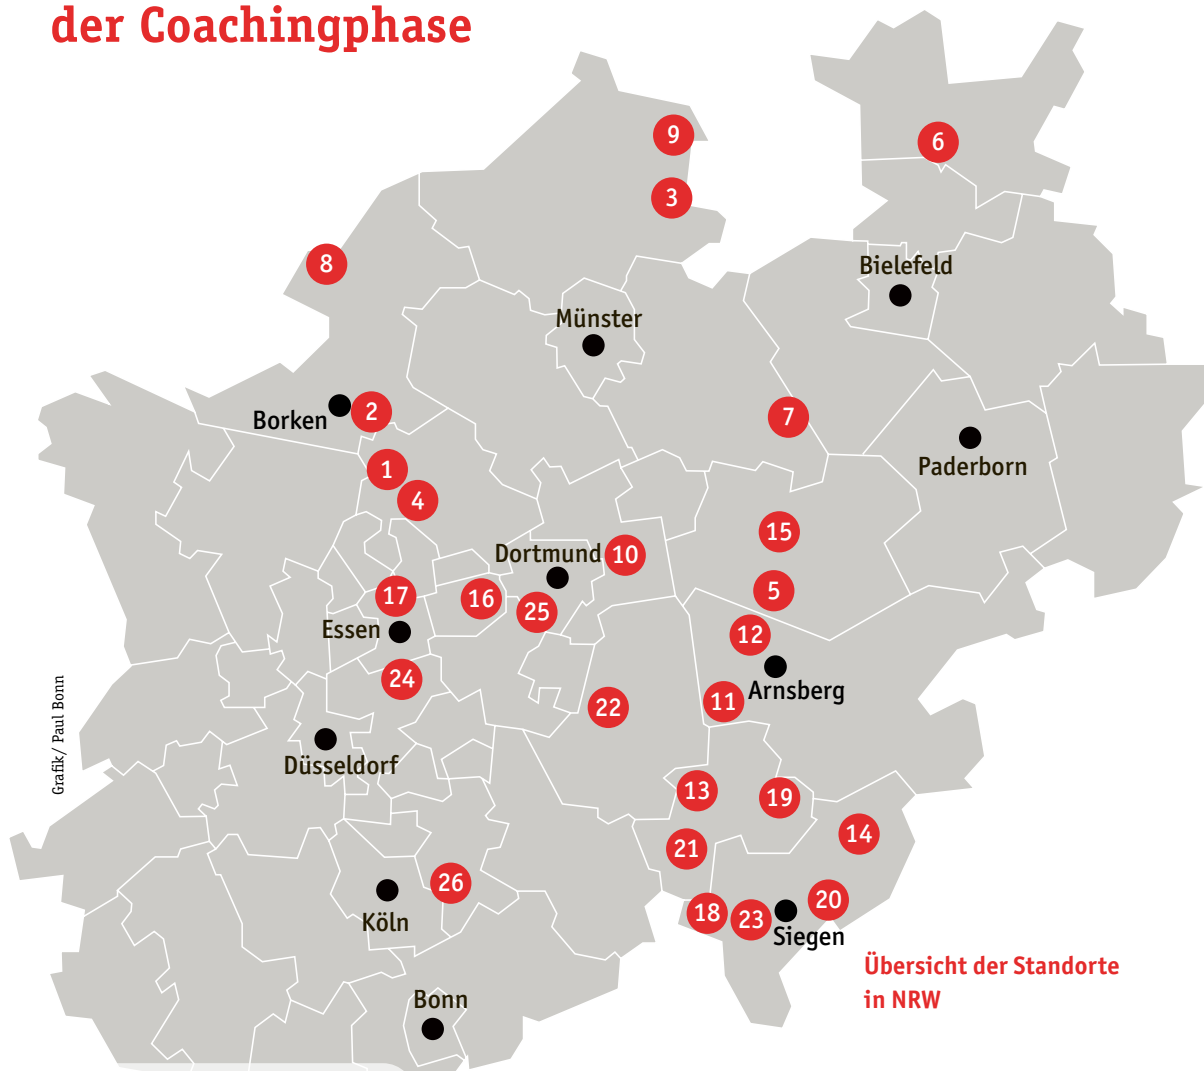 der Coachingphase
9
6
3
8
Bielefeld
Münster
Borken
2
7
1
Paderborn
4
15
Dortmund
10
5
17
16
25
Essen
12
24
Arnsberg
11
22
Grafik/ Paul Bonn
Düsseldorf
13
19
14
21
26
20
18
23
Köln
Siegen
Übersicht der Standorte
in NRW
Bonn